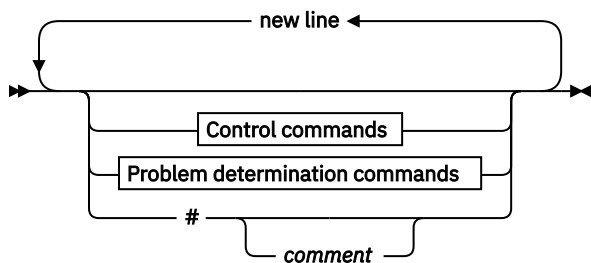 new line
Control commands
Problem determination commands
#
comment